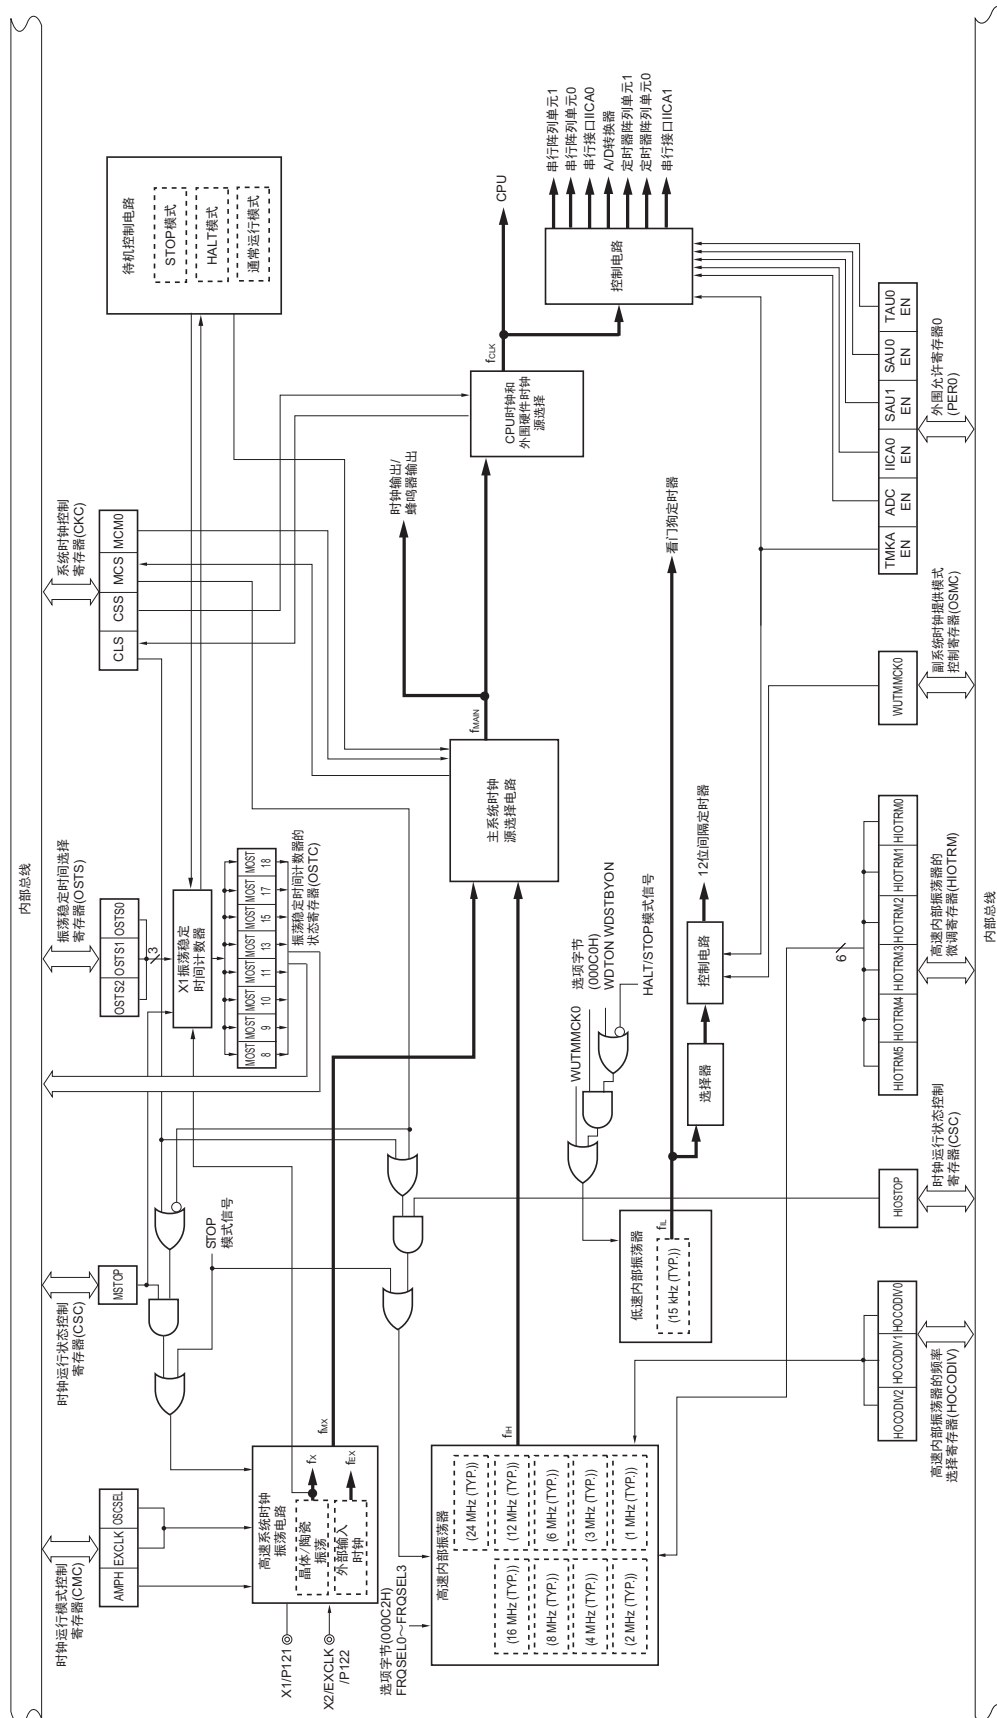 内部总线
时钟运行模式控制
寄存器(CMC)
AMPH EXCLK OSCSEL
时钟运行状态控制
寄存器(CSC)
MSTOP
振荡稳定时间选择
寄存器(OSTS)
OSTS2 OSTS1 OSTS0
3
系统时钟控制
寄存器(CKC)
CLS CSS MCS MCM0
待机控制电路
STOP模式
HALT模式
通常运行模式
X1振荡稳定
时间计数器
MOST MOST MOST MOST MOST MOST MOST MOST
8 9 10 11 13 15 17 18
振荡稳定时间计数器的
状态寄存器(OSTC)
STOP
模式信号
高速系统时钟
振荡电路
晶体/陶瓷
振荡
外部输入
时钟
fX
fEX
fMX
X1/P121
X2/EXCLK
/P122
选项字节(000C2H)
FRQSEL0～FRQSEL3
高速内部振荡器
(24 MHz (TYP.))
(16 MHz (TYP.)) (12 MHz (TYP.))
(8 MHz (TYP.)) (6 MHz (TYP.))
(4 MHz (TYP.)) (3 MHz (TYP.))
(2 MHz (TYP.)) (1 MHz (TYP.))
fIH
主系统时钟
源选择电路
fMAIN
时钟输出/
蜂鸣器输出
CPU时钟和
外围硬件时钟
源选择
fCLK
CPU
控制电路
串行阵列单元1
串行阵列单元0
串行接口IICA0
A/D转换器
定时器阵列单元1
定时器阵列单元0
串行接口IICA1
WUTMMCK0
选项字节
(000C0H)
WDTON WDSTBYON
HALT/STOP模式信号
低速内部振荡器
(15 kHz (TYP.))
fIL
看门狗定时器
选择器
控制电路
12位间隔定时器
6
HOCODIV2 HOCODIV1 HOCODIV0
高速内部振荡器的频率
选择寄存器(HOCODIV)
HIOSTOP
时钟运行状态控制
寄存器(CSC)
HIOTRM5 HIOTRM4 HIOTRM3 HIOTRM2 HIOTRM1 HIOTRM0
高速内部振荡器的
微调寄存器(HIOTRM)
WUTMMCK0
副系统时钟提供模式
控制寄存器(OSMC)
TMKA ADC IICA0 SAU1 SAU0 TAU0
EN EN EN EN EN EN
外围允许寄存器0
(PER0)
内部总线